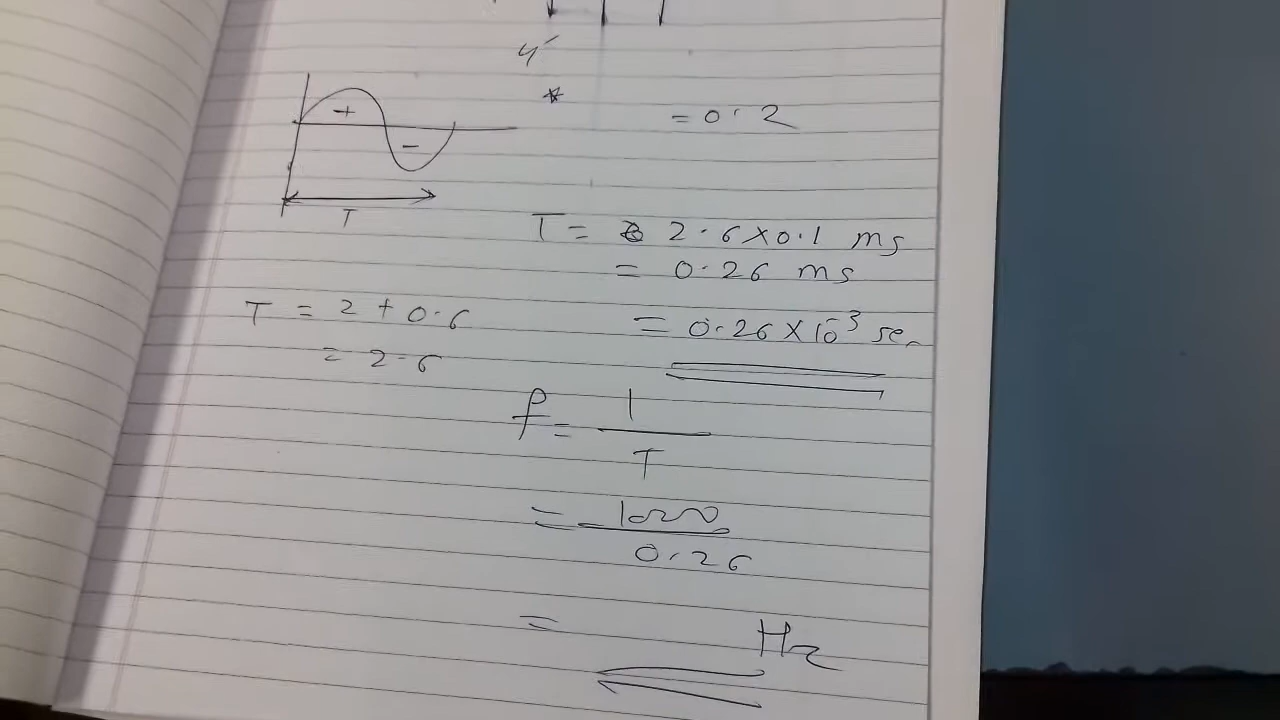 y'
*
= 0.2
+
-
T
T = 2.6 × 0.1 ms
= 0.26 ms
T = 2 + 0.6
= 0.26 × 10⁻³ sec
= 2.6
f = 1
T
= 1000
0.26
= Hz